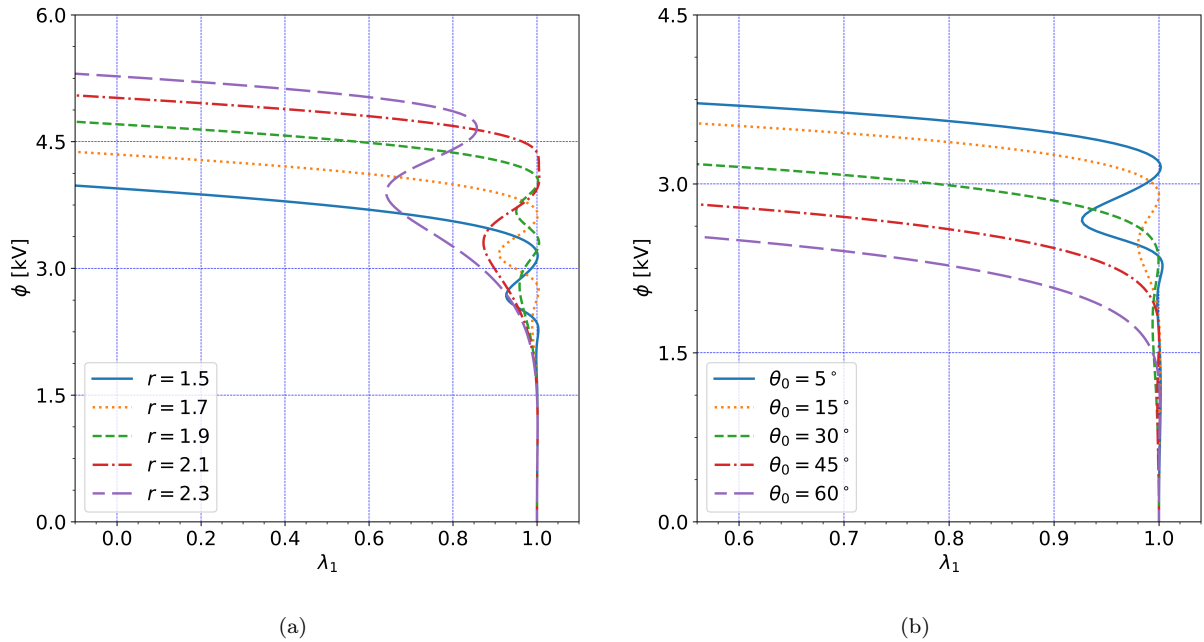 6.0
4.5
3.0
1.5
0.0
ϕ [kV]
r = 1.5
r = 1.7
r = 1.9
r = 2.1
r = 2.3
0.0 0.2 0.4 0.6 0.8 1.0
λ₁
(a)
4.5
3.0
1.5
0.0
ϕ [kV]
θ₀ = 5°
θ₀ = 15°
θ₀ = 30°
θ₀ = 45°
θ₀ = 60°
0.6 0.7 0.8 0.9 1.0
λ₁
(b)